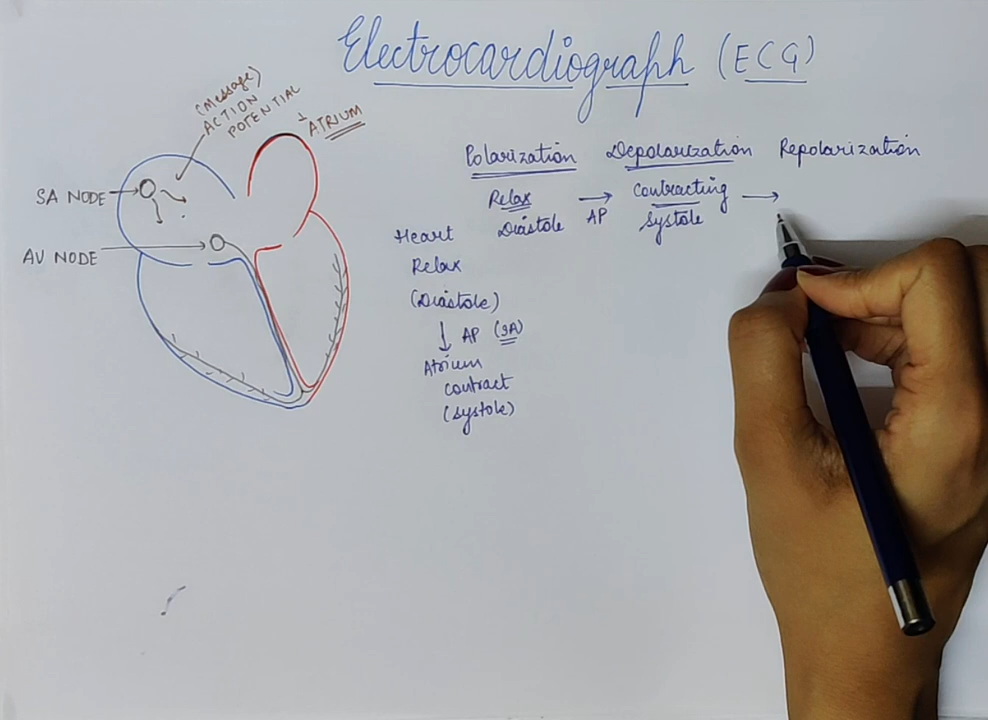 Electrocardiograph (ECG)
(Message)
ACTION
POTENTIAL
ATRIUM
SA NODE
AV NODE
Polarization Depolarization Repolarization
Relax → Contracting →
Diastole AP Systole
Heart
Relax
(Diastole)
↓ AP (SA)
Atrium
contract
(systole)